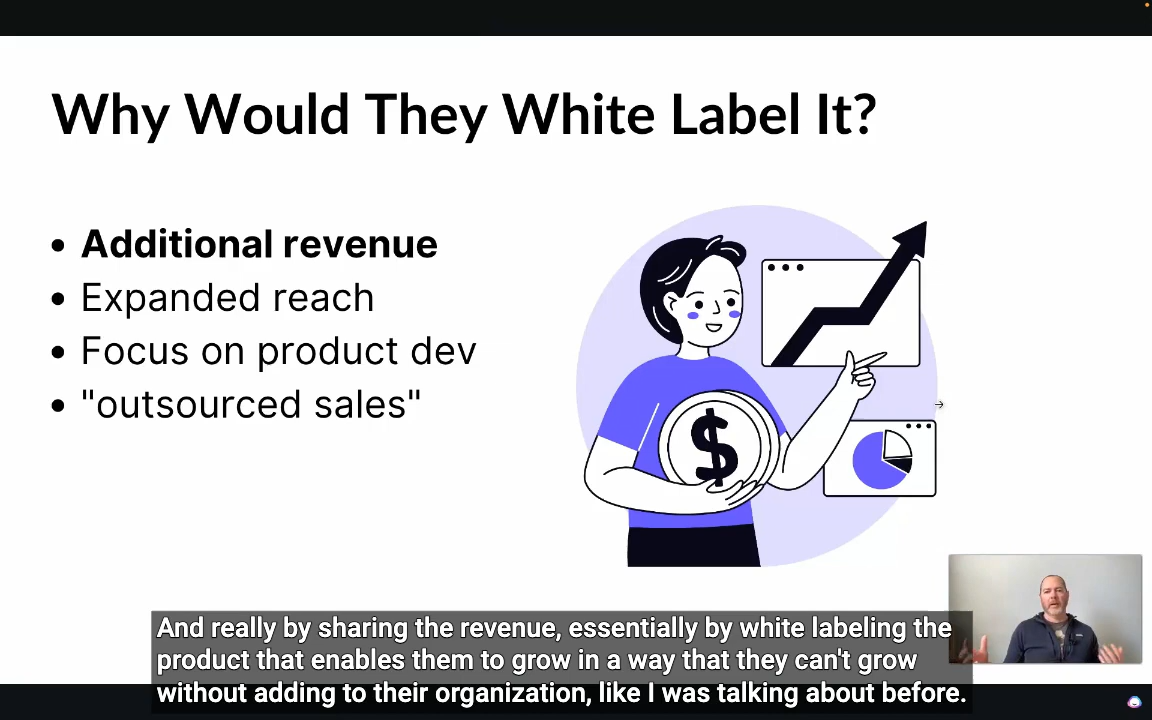 Why Would They White Label It?
• Additional revenue
• Expanded reach
• Focus on product dev
• "outsourced sales"
$
And really by sharing the revenue, essentially by white labeling the
product that enables them to grow in a way that they can't grow
without adding to their organization, like I was talking about before.